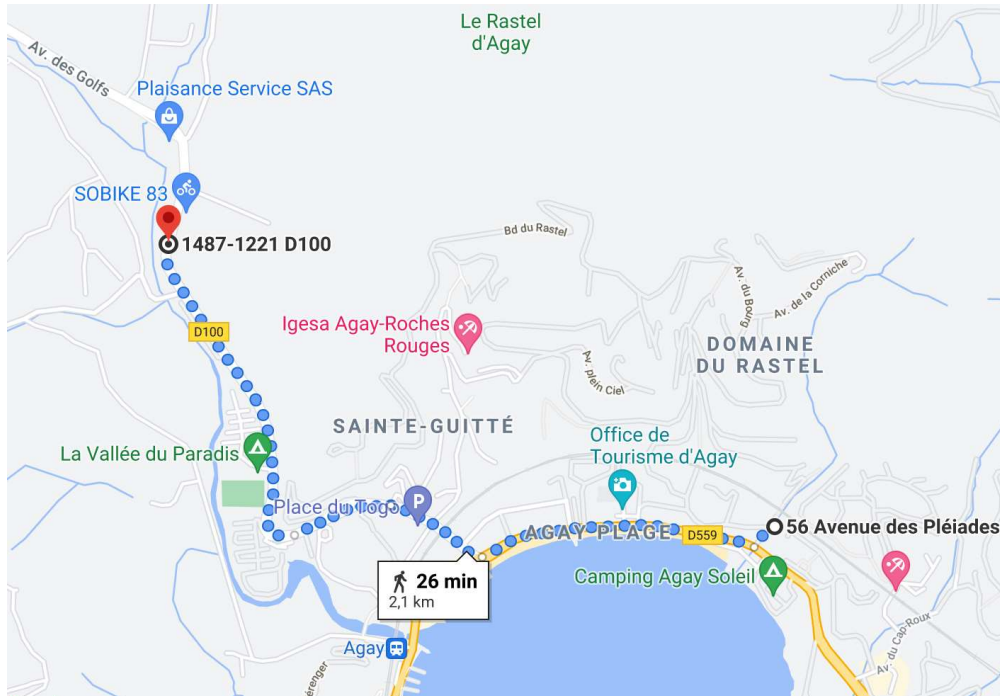 Le Rastel
d'Agay
Av. des Golfs
Plaisance Service SAS
SOBIKE 83
1487-1221 D100
Bd du Rastel
Av. du Bourg
Av. de la Corniche
D100
Igesa Agay-Roches
Rouges
DOMAINE
DU RASTEL
Av. plein Ciel
SAINTE-GUITTÉ
Office de
Tourisme d'Agay
La Vallée du Paradis
Place du Togo
P
AGAY PLAGE
D559
56 Avenue des Pléiades
26 min
2,1 km
Camping Agay Soleil
Agay
Av. du Cap-Roux